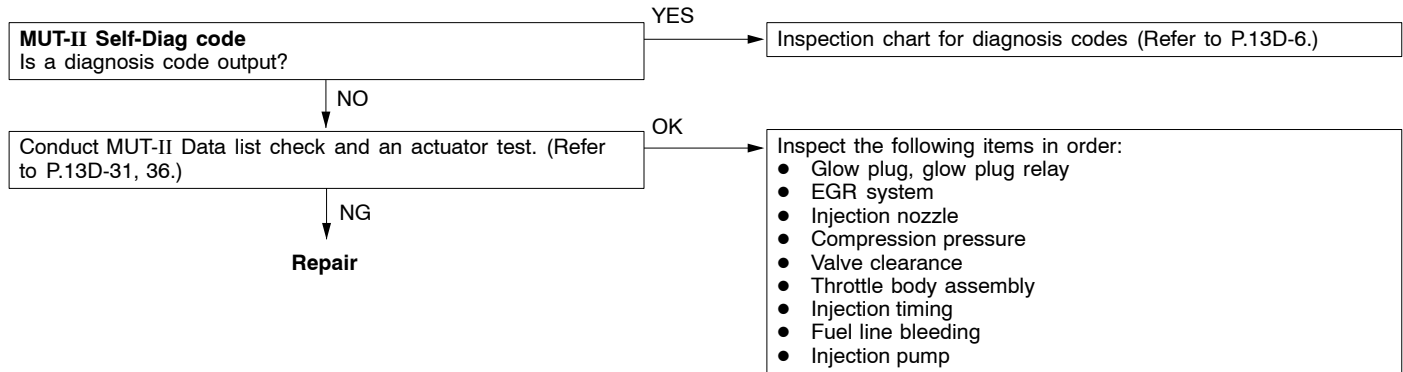 YES
MUT-II Self-Diag code
Is a diagnosis code output?
Inspection chart for diagnosis codes (Refer to P.13D-6.)
NO
OK
Conduct MUT-II Data list check and an actuator test. (Refer
to P.13D-31, 36.)
Inspect the following items in order:
● Glow plug, glow plug relay
● EGR system
● Injection nozzle
● Compression pressure
● Valve clearance
● Throttle body assembly
● Injection timing
● Fuel line bleeding
● Injection pump
NG
Repair